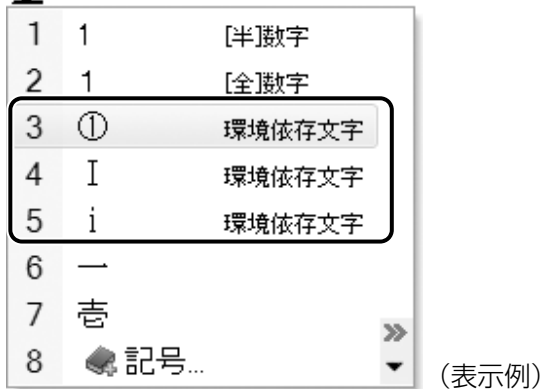 1 1 [半]数字
2 1 [全]数字
3 ① 環境依存文字
4 Ⅰ 環境依存文字
5 ⅰ 環境依存文字
6 一
7 壱
8 記号...
(表示例)